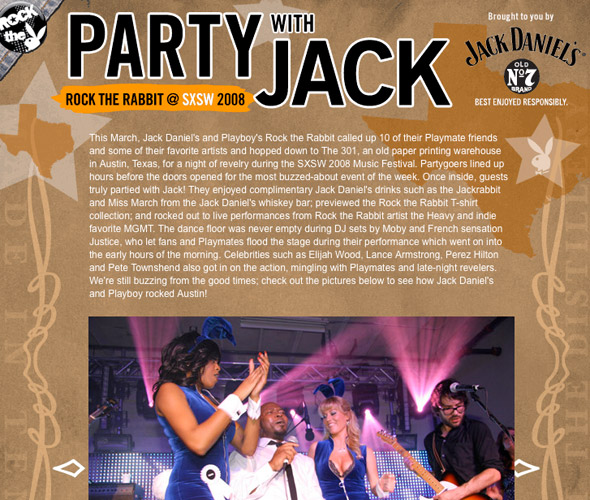 ROCK
the
PARTY WITH
JACK
ROCK THE RABBIT @ SXSW 2008
Brought to you by
JACK DANIEL'S
OLD
Nº7
BRAND
BEST ENJOYED RESPONSIBLY.
This March, Jack Daniel's and Playboy's Rock the Rabbit called up 10 of their Playmate friends
and some of their favorite artists and hopped down to The 301, an old paper printing warehouse
in Austin, Texas, for a night of revelry during the SXSW 2008 Music Festival. Partygoers lined up
hours before the doors opened for the most buzzed-about event of the week. Once inside, guests
truly partied with Jack! They enjoyed complimentary Jack Daniel's drinks such as the Jackrabbit
and Miss March from the Jack Daniel's whiskey bar; previewed the Rock the Rabbit T-shirt
collection; and rocked out to live performances from Rock the Rabbit artist the Heavy and indie
favorite MGMT. The dance floor was never empty during DJ sets by Moby and French sensation
Justice, who let fans and Playmates flood the stage during their performance which went on into
the early hours of the morning. Celebrities such as Elijah Wood, Lance Armstrong, Perez Hilton
and Pete Townshend also got in on the action, mingling with Playmates and late-night revelers.
We're still buzzing from the good times; check out the pictures below to see how Jack Daniel's
and Playboy rocked Austin!